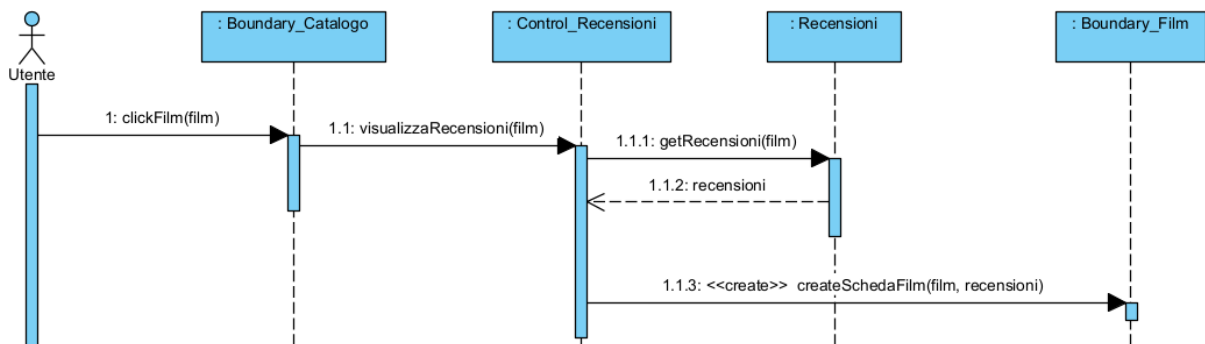 : Boundary_Catalogo
: Control_Recensioni
: Recensioni
: Boundary_Film
Utente
1: clickFilm(film)
1.1: visualizzaRecensioni(film)
1.1.1: getRecensioni(film)
1.1.2: recensioni
1.1.3: <<create>> createSchedaFilm(film, recensioni)